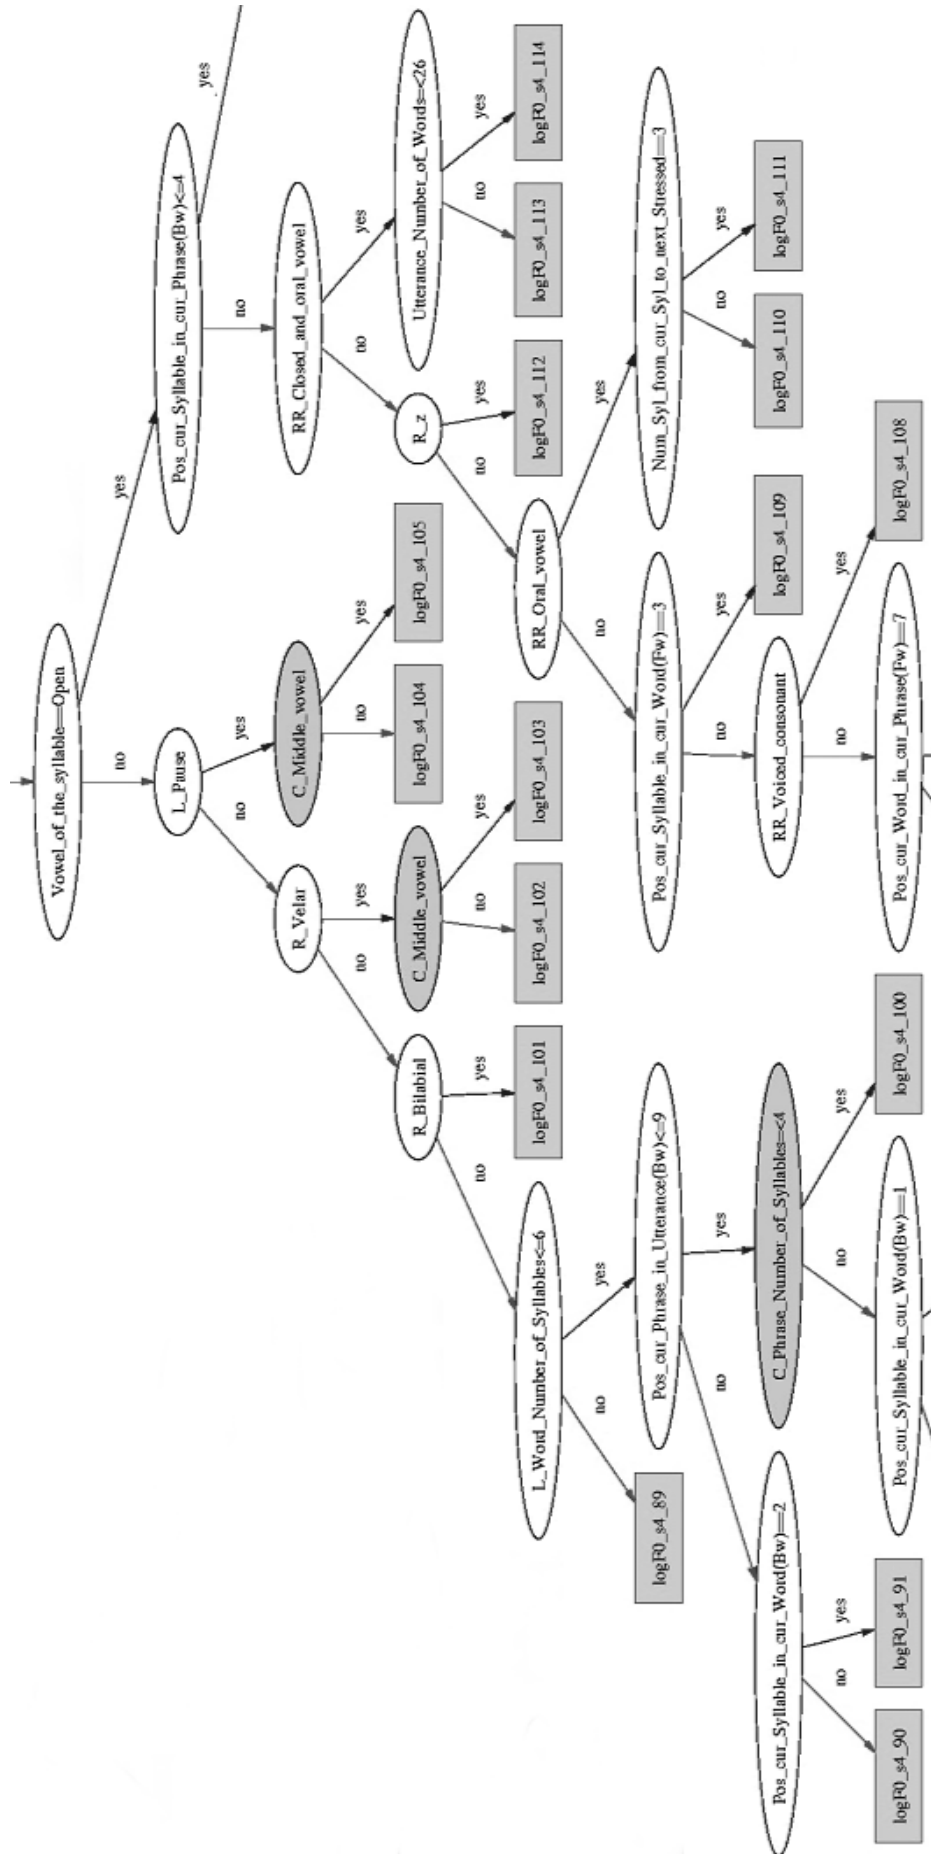 Vowel_of_the_syllable==Open
no
yes
L_Pause
Pos_cur_Syllable_in_cur_Phrase(Bw)<=4
no
yes
no
yes
R_Velar
C_Middle_vowel
RR_Closed_and_oral_vowel
no
yes
no
yes
no
yes
R_Bilabial
C_Middle_vowel
logF0_s4_104
logF0_s4_105
R_z
Utterance_Number_of_Words=<26
no
yes
no
yes
no
yes
no
yes
L_Word_Number_of_Syllables<=6
logF0_s4_101
logF0_s4_102
logF0_s4_103
RR_Oral_vowel
logF0_s4_112
logF0_s4_113
logF0_s4_114
no
yes
no
yes
logF0_s4_89
Pos_cur_Phrase_in_Utterance(Bw)<=9
Pos_cur_Syllable_in_cur_Word(Fw)==3
Num_Syl_from_cur_Syl_to_next_Stressed==3
no
yes
no
yes
no
yes
Pos_cur_Syllable_in_cur_Word(Bw)==2
C_Phrase_Number_of_Syllables=<4
RR_Voiced_consonant
logF0_s4_109
logF0_s4_110
logF0_s4_111
no
yes
no
yes
no
yes
logF0_s4_90
logF0_s4_91
Pos_cur_Syllable_in_cur_Word(Bw)==1
logF0_s4_100
Pos_cur_Word_in_cur_Phrase(Fw)==7
logF0_s4_108